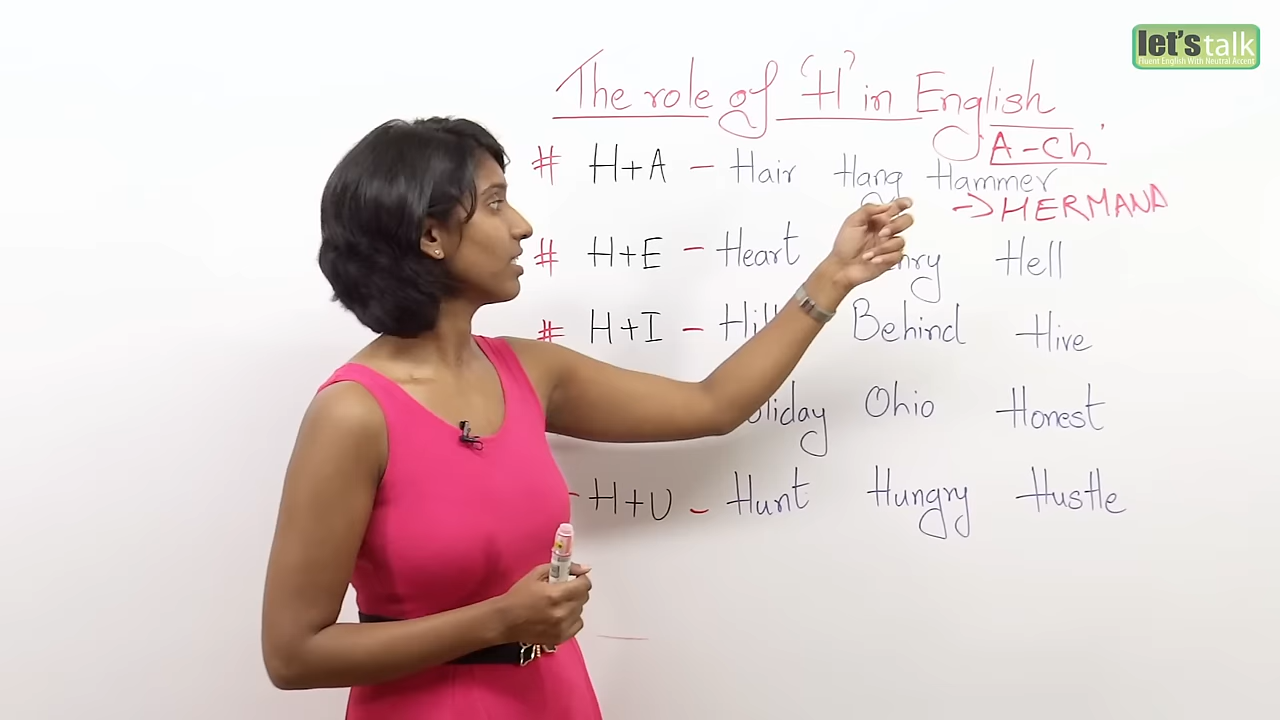 let's talk
Fluent English With Neutral Accent
The role of 'H' in English
'A-Ch'
# H+A - Hair Hang Hammer
→ HERMANA
# H+E - Heart Hell
# H+I - Behind Hive
Ohio Honest
- H+U - Hunt Hungry Hustle